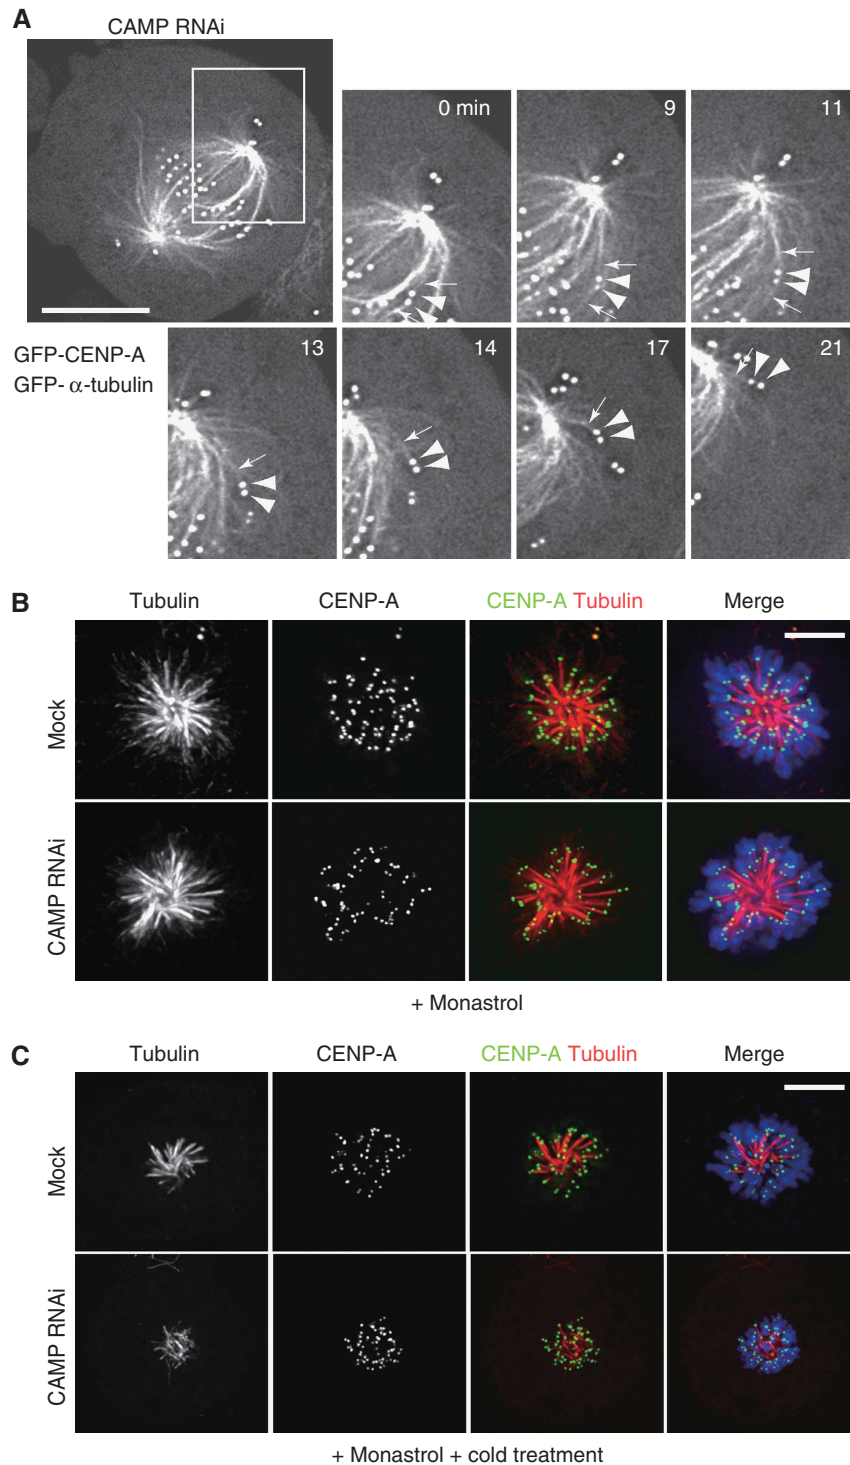 A
CAMP RNAi
0 min
9
11
GFP-CENP-A
GFP- α-tubulin
13
14
17
21
B
Tubulin
CENP-A
CENP-A Tubulin
Merge
Mock
CAMP RNAi
+ Monastrol
C
Tubulin
CENP-A
CENP-A Tubulin
Merge
Mock
CAMP RNAi
+ Monastrol + cold treatment